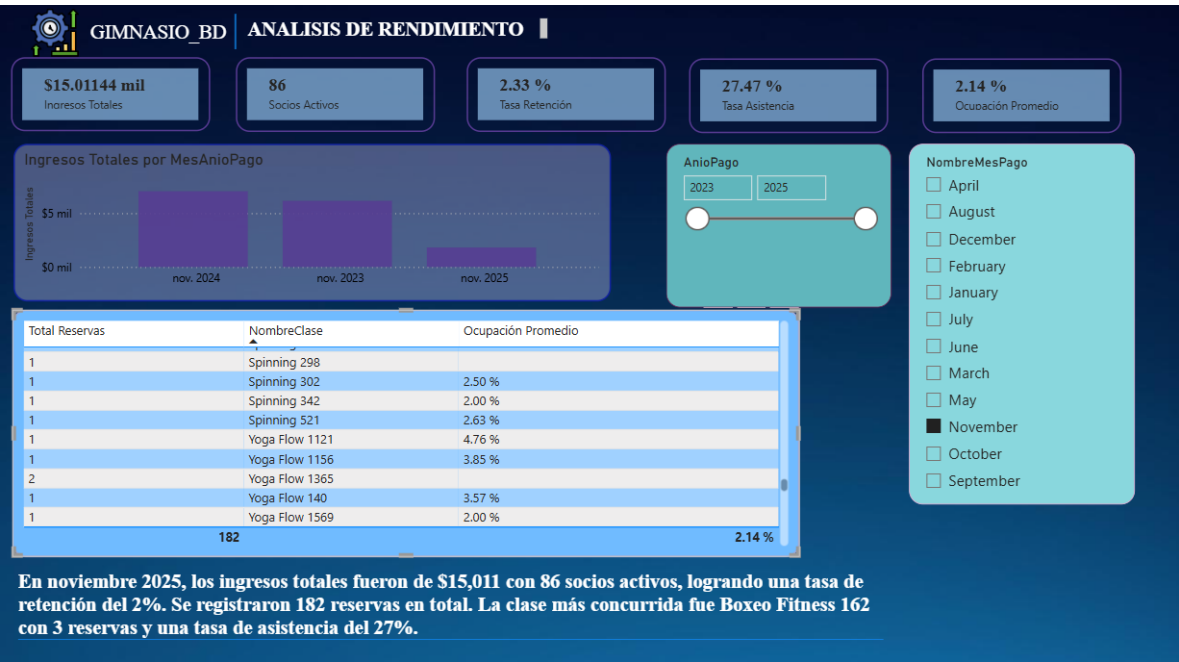 GIMNASIO_BD
ANALISIS DE RENDIMIENTO
$15.01144 mil
Ingresos Totales
86
Socios Activos
2.33 %
Tasa Retención
27.47 %
Tasa Asistencia
2.14 %
Ocupación Promedio
Ingresos Totales por MesAnioPago
Ingresos Totales
$5 mil
$0 mil
nov. 2024
nov. 2023
nov. 2025
AnioPago
2023 2025
NombreMesPago
April
August
December
February
January
July
June
March
May
November
October
September
Total Reservas NombreClase Ocupación Promedio
1 Spinning 298
1 Spinning 302 2.50 %
1 Spinning 342 2.00 %
1 Spinning 521 2.63 %
1 Yoga Flow 1121 4.76 %
1 Yoga Flow 1156 3.85 %
2 Yoga Flow 1365
1 Yoga Flow 140 3.57 %
1 Yoga Flow 1569 2.00 %
182 2.14 %
En noviembre 2025, los ingresos totales fueron de $15,011 con 86 socios activos, logrando una tasa de
retención del 2%. Se registraron 182 reservas en total. La clase más concurrida fue Boxeo Fitness 162
con 3 reservas y una tasa de asistencia del 27%.